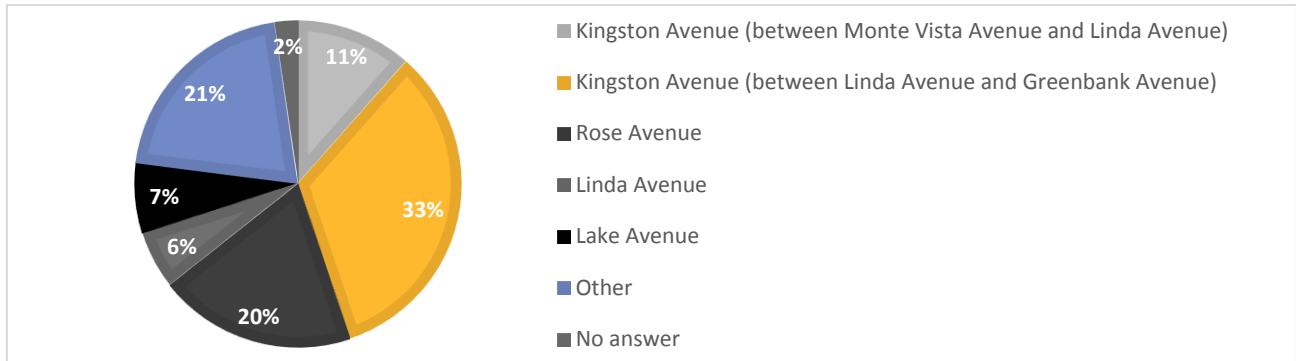 2%
11%
21%
7%
6%
20%
33%
Kingston Avenue (between Monte Vista Avenue and Linda Avenue)
Kingston Avenue (between Linda Avenue and Greenbank Avenue)
Rose Avenue
Linda Avenue
Lake Avenue
Other
No answer